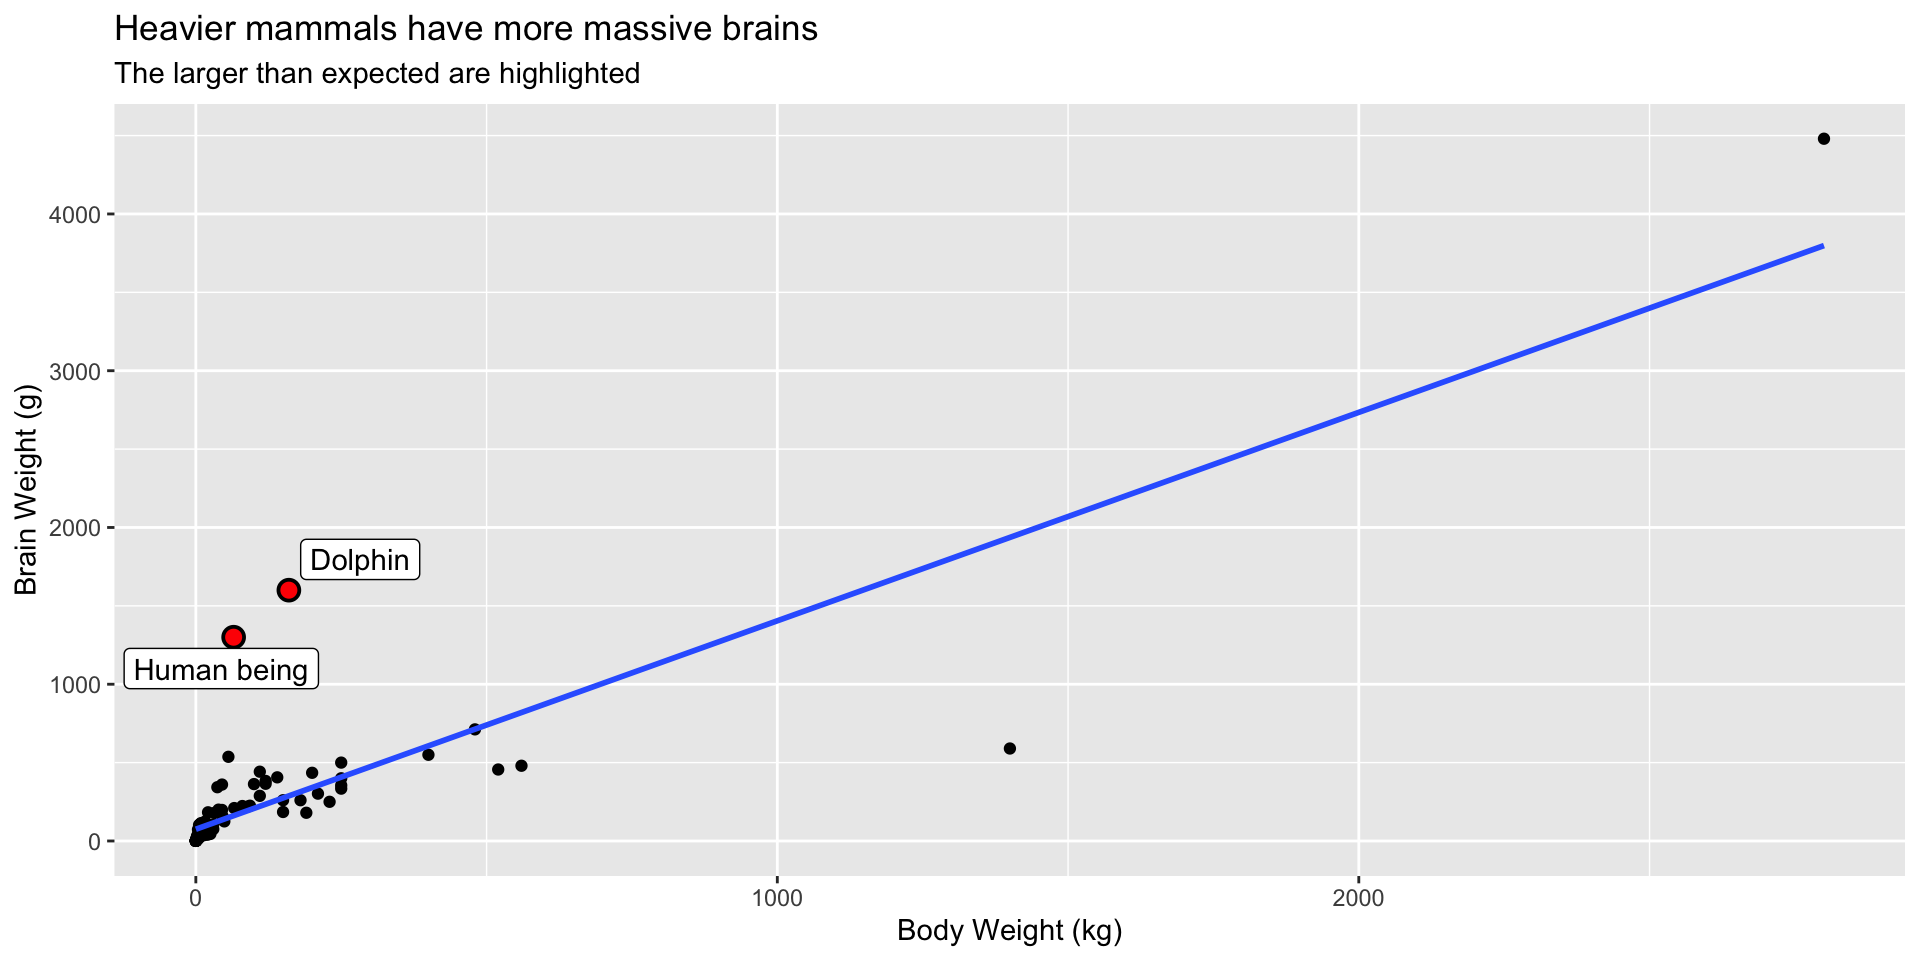 Heavier mammals have more massive brains
The larger than expected are highlighted
4000
3000
2000
1000
0
Brain Weight (g)
Dolphin
Human being
0
1000
2000
Body Weight (kg)